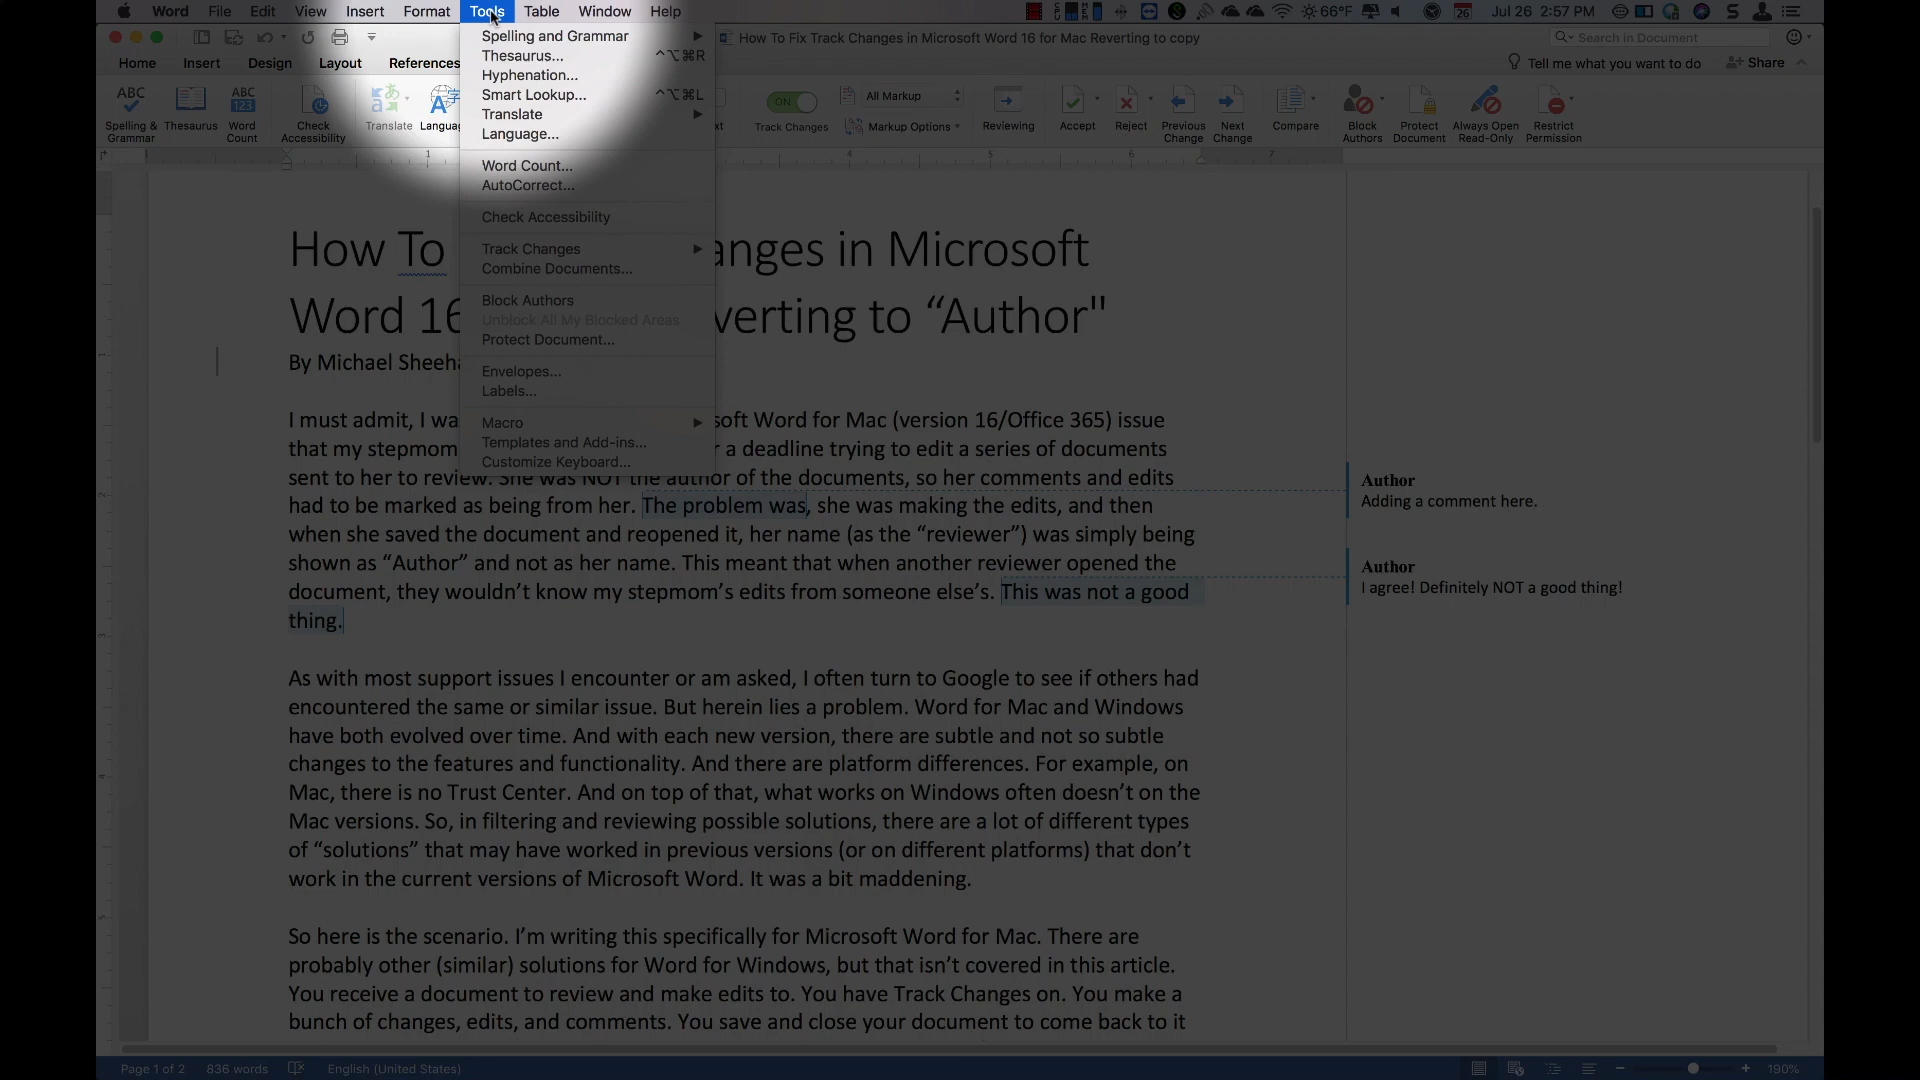 Word File Edit View Insert Format Tools Table Window Help 66°F 26 Jul 26 2:57 PM
How To Fix Track Changes in Microsoft Word 16 for Mac Reverting to copy
Search in Document
Home Insert Design Layout References
Tell me what you want to do Share
Spelling and Grammar
Thesaurus... ^⌥⌘R
Hyphenation...
Smart Lookup... ^⌥⌘L
Translate
Language...
Word Count...
AutoCorrect...
Check Accessibility
Track Changes
Combine Documents...
Block Authors
Unblock All My Blocked Areas
Protect Document...
Envelopes...
Labels...
Macro
Templates and Add-ins...
Customize Keyboard...
ABC ABC 123 ON All Markup
Markup Options
Spelling & Grammar
Thesaurus
Word Count
Check Accessibility
Translate
Track Changes
Reviewing
Accept
Reject
Previous Change
Next Change
Compare
Block Authors
Protect Document
Always Open Read-Only
Restrict Permission
1 4 5 6 7
How To anges in Microsoft
Word 16 verting to “Author"
By Michael Sheeha
I must admit, I wa soft Word for Mac (version 16/Office 365) issue
that my stepmom r a deadline trying to edit a series of documents
sent to her to review. She was NOT the author of the documents, so her comments and edits
had to be marked as being from her. The problem was, she was making the edits, and then
when she saved the document and reopened it, her name (as the “reviewer”) was simply being
shown as “Author” and not as her name. This meant that when another reviewer opened the
document, they wouldn’t know my stepmom’s edits from someone else’s. This was not a good
thing.
Author
Adding a comment here.
Author
I agree! Definitely NOT a good thing!
As with most support issues I encounter or am asked, I often turn to Google to see if others had
encountered the same or similar issue. But herein lies a problem. Word for Mac and Windows
have both evolved over time. And with each new version, there are subtle and not so subtle
changes to the features and functionality. And there are platform differences. For example, on
Mac, there is no Trust Center. And on top of that, what works on Windows often doesn’t on the
Mac versions. So, in filtering and reviewing possible solutions, there are a lot of different types
of “solutions” that may have worked in previous versions (or on different platforms) that don’t
work in the current versions of Microsoft Word. It was a bit maddening.
So here is the scenario. I’m writing this specifically for Microsoft Word for Mac. There are
probably other (similar) solutions for Word for Windows, but that isn’t covered in this article.
You receive a document to review and make edits to. You have Track Changes on. You make a
bunch of changes, edits, and comments. You save and close your document to come back to it
Page 1 of 2 836 words English (United States) 190%